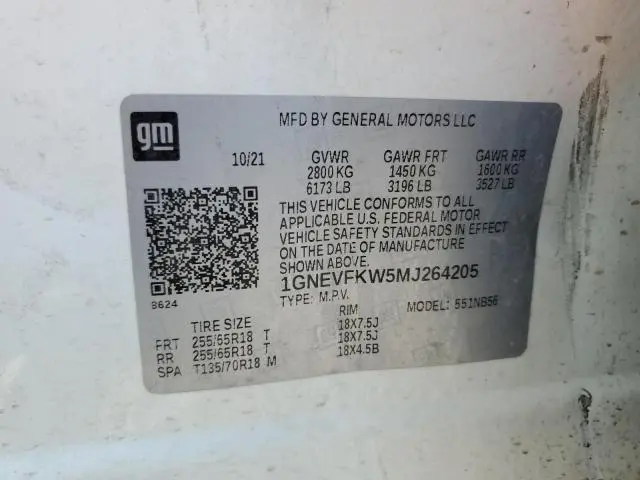 gm
MFD BY GENERAL MOTORS LLC
10/21 GVWR GAWR FRT GAWR RR
2800 KG 1450 KG 1600 KG
6173 LB 3196 LB 3527 LB
THIS VEHICLE CONFORMS TO ALL
APPLICABLE U.S. FEDERAL MOTOR
VEHICLE SAFETY STANDARDS IN EFFECT
ON THE DATE OF MANUFACTURE
SHOWN ABOVE.
8624
1GNEVFKW5MJ264205
TYPE: M.P.V. MODEL: 551NB56
TIRE SIZE RIM
FRT 255/65R18 T 18X7.5J
RR 255/65R18 T 18X7.5J
SPA T135/70R18 M 18X4.5B